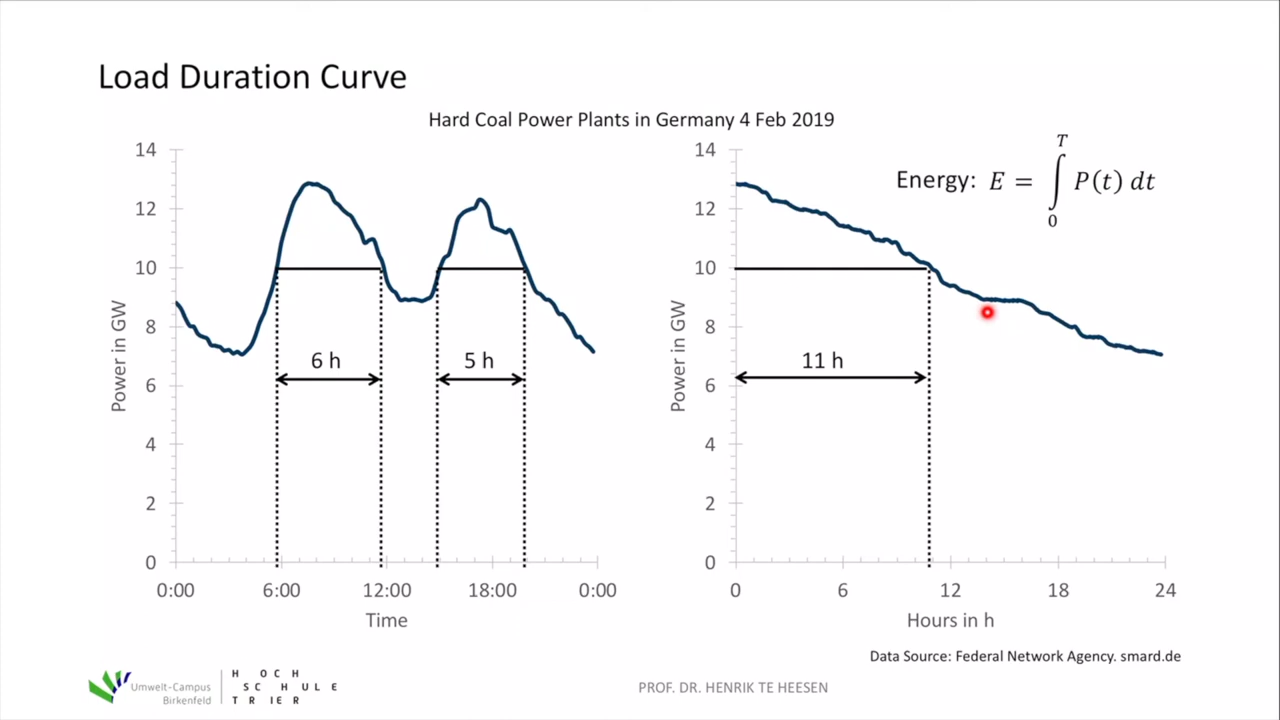 Load Duration Curve
Hard Coal Power Plants in Germany 4 Feb 2019
14
12
10
8
6
4
2
0
Power in GW
6 h
5 h
0:00
6:00
12:00
18:00
0:00
Time
14
12
10
8
6
4
2
0
Power in GW
Energy: E = ∫₀ᵀ P(t) dt
11 h
0
6
12
18
24
Hours in h
Data Source: Federal Network Agency. smard.de
Umwelt-Campus
Birkenfeld
H O C H
S C H U L E
T R I E R
PROF. DR. HENRIK TE HEESEN